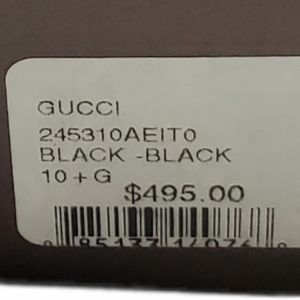 GUCCI
245310AEIT0
BLACK -BLACK
10 + G
$495.00